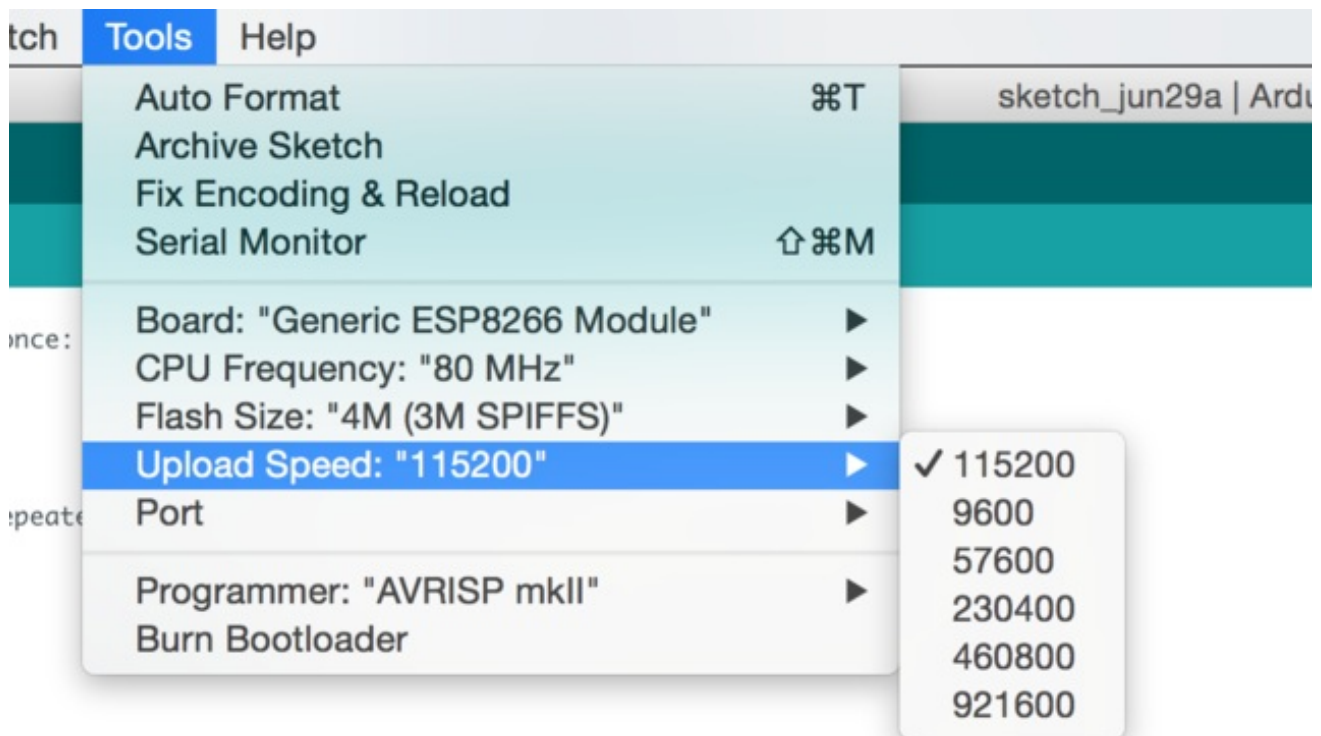 tch Tools Help
sketch_jun29a | Ardu
Auto Format ⌘T
Archive Sketch
Fix Encoding & Reload
Serial Monitor ⇧⌘M
once:
Board: "Generic ESP8266 Module" ▶
CPU Frequency: "80 MHz" ▶
Flash Size: "4M (3M SPIFFS)" ▶
Upload Speed: "115200" ▶
✓ 115200
9600
57600
230400
460800
921600
epeate
Port ▶
Programmer: "AVRISP mkII" ▶
Burn Bootloader